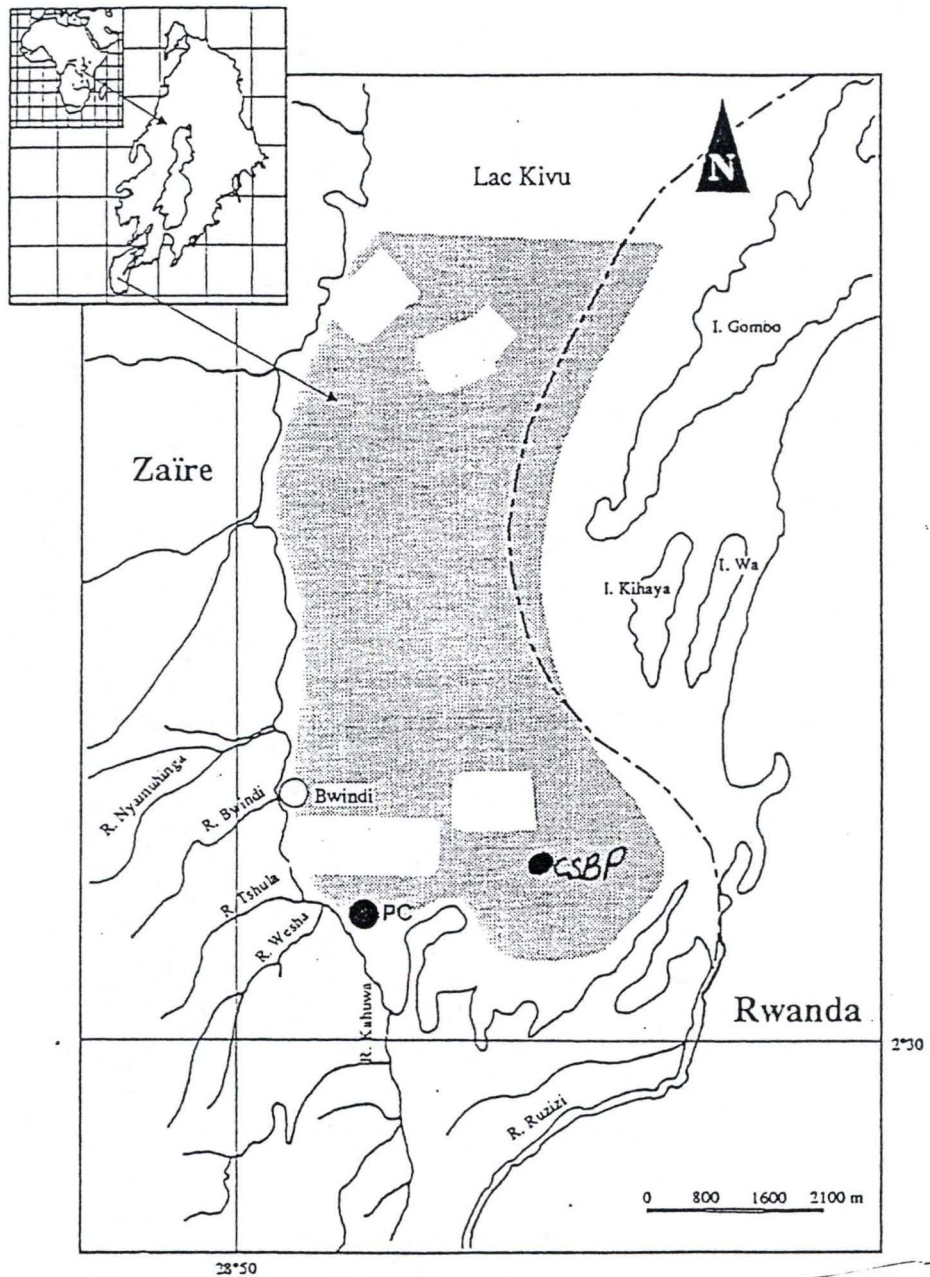 N
Lac Kivu
I. Gombo
Zaïre
I. Wa
I. Kihaya
R. Nyamuhinga
R. Bwindi
Bwindi
CSBP
R. Tshula
PC
R. Wesha
R. Kahuwa
Rwanda
2°30
R. Ruzizi
0 800 1600 2100 m
28°50